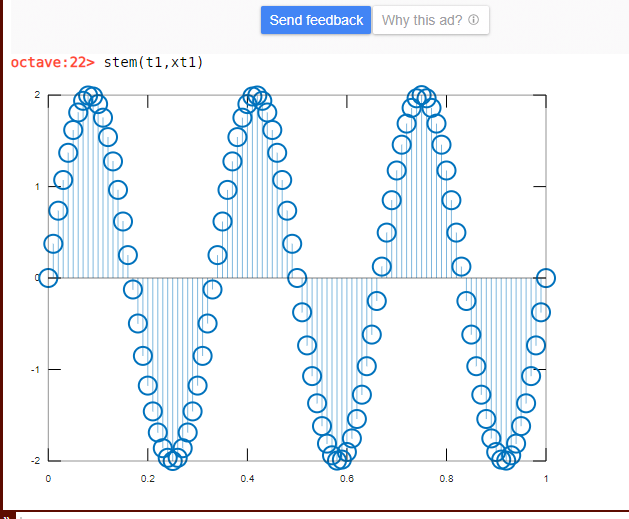 Send feedback Why this ad? ⓘ
octave:22> stem(t1,xt1)
2
1
0
-1
-2
0 0.2 0.4 0.6 0.8 1